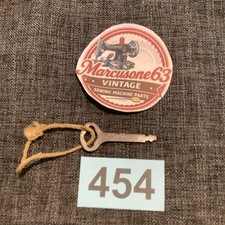 Marcusone63
VINTAGE
SEWING MACHINE PARTS
454